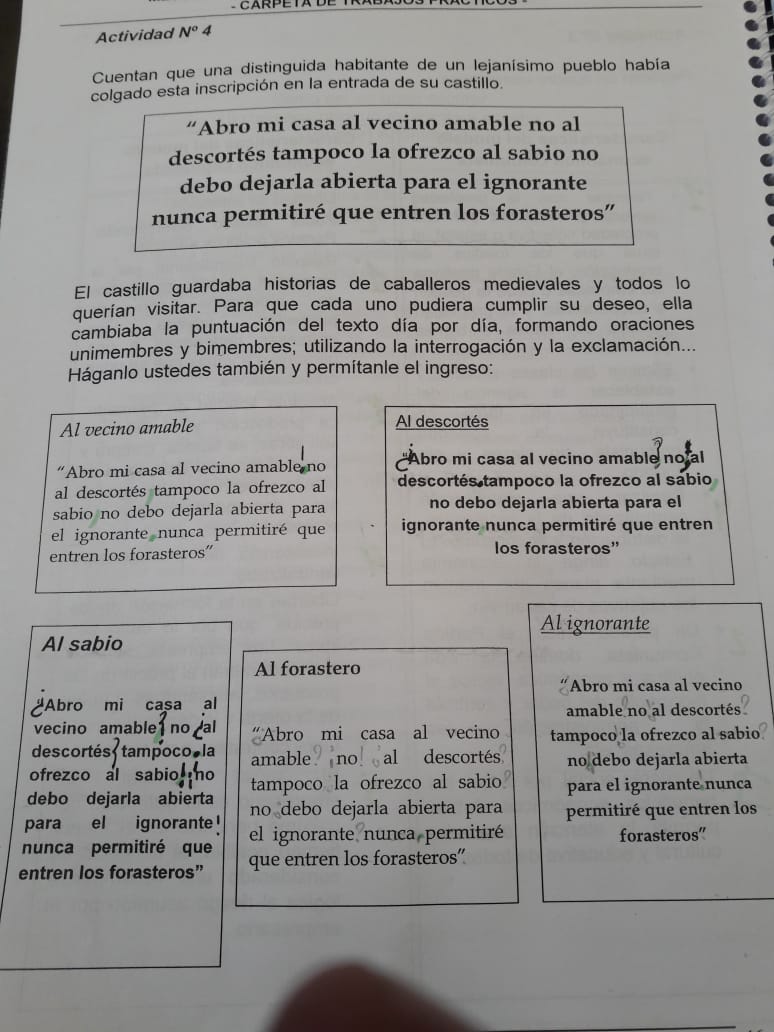 - CARPETA DE TRABAJOS PRÁCTICOS -
Actividad Nº 4
Cuentan que una distinguida habitante de un lejanísimo pueblo había
colgado esta inscripción en la entrada de su castillo.
“Abro mi casa al vecino amable no al
descortés tampoco la ofrezco al sabio no
debo dejarla abierta para el ignorante
nunca permitiré que entren los forasteros”
El castillo guardaba historias de caballeros medievales y todos lo
querían visitar. Para que cada uno pudiera cumplir su deseo, ella
cambiaba la puntuación del texto día por día, formando oraciones
unimembres y bimembres; utilizando la interrogación y la exclamación...
Háganlo ustedes también y permítanle el ingreso:
Al vecino amable
“Abro mi casa al vecino amable, no
al descortés tampoco la ofrezco al
sabio no debo dejarla abierta para
el ignorante nunca permitiré que
entren los forasteros”
Al descortés
“¿Abro mi casa al vecino amable? no, al
descortés, tampoco la ofrezco al sabio,
no debo dejarla abierta para el
ignorante nunca permitiré que entren
los forasteros”
Al sabio
“¿Abro mi casa al
vecino amable? no ¿al
descortés? tampoco, la
ofrezco al sabio, ¡no
debo dejarla abierta
para el ignorante!
nunca permitiré que
entren los forasteros”
Al forastero
“Abro mi casa al vecino
amable? ¡no! ¿al descortés?
tampoco la ofrezco al sabio?
no debo dejarla abierta para
el ignorante? nunca, permitiré
que entren los forasteros”.
Al ignorante
“¿Abro mi casa al vecino
amable no al descortés?
tampoco la ofrezco al sabio?
no debo dejarla abierta
para el ignorante nunca
permitiré que entren los
forasteros”